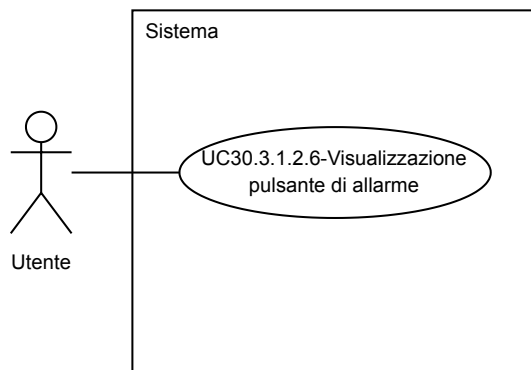 Sistema
UC30.3.1.2.6-Visualizzazione
pulsante di allarme
Utente